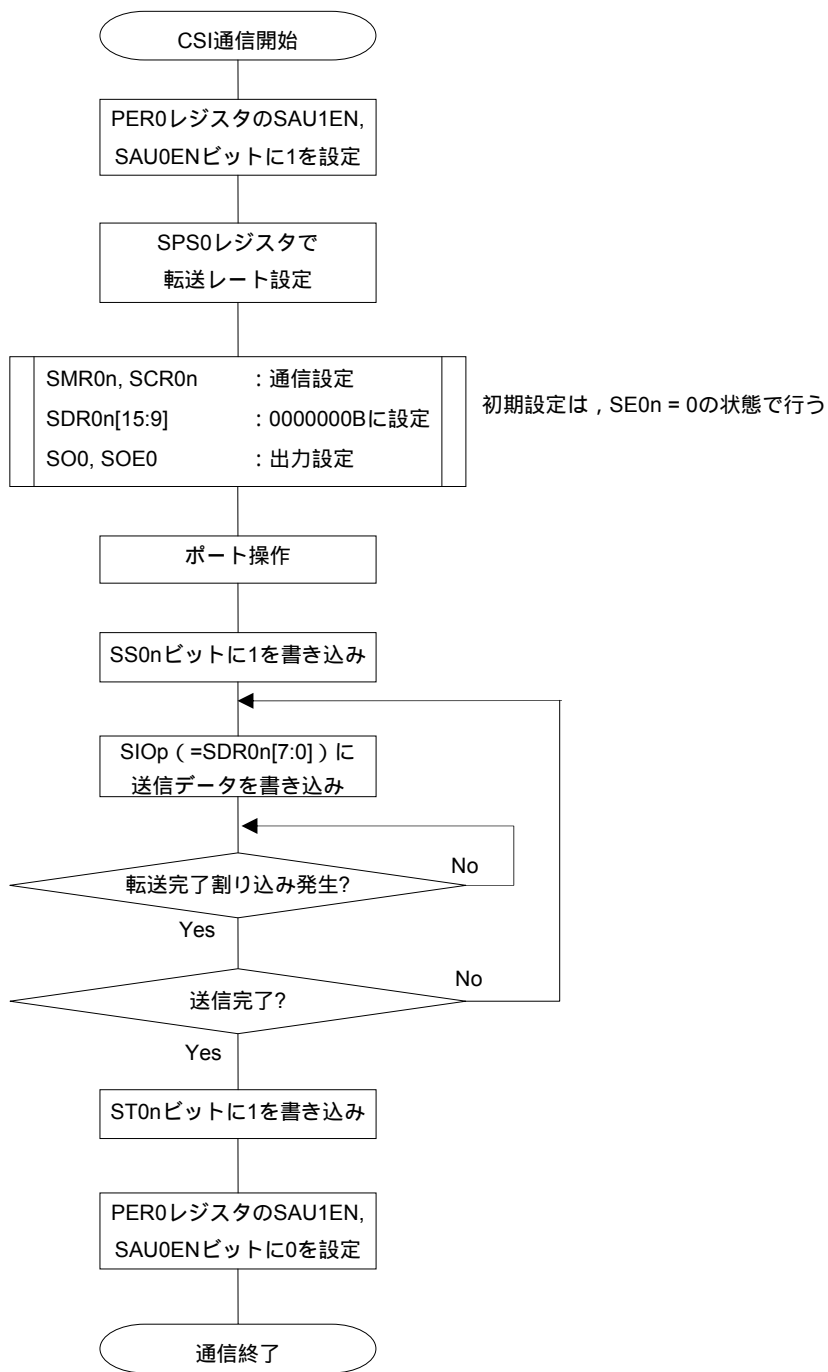 CSI通信開始
PER0レジスタのSAU1EN,
SAU0ENビットに1を設定
SPS0レジスタで
転送レート設定
SMR0n, SCR0n ：通信設定
SDR0n[15:9] ：0000000Bに設定
SO0, SOE0 ：出力設定
初期設定は，SE0n = 0の状態で行う
ポート操作
SS0nビットに1を書き込み
SIOp（=SDR0n[7:0]）に
送信データを書き込み
転送完了割り込み発生?
No
Yes
送信完了?
No
Yes
ST0nビットに1を書き込み
PER0レジスタのSAU1EN,
SAU0ENビットに0を設定
通信終了